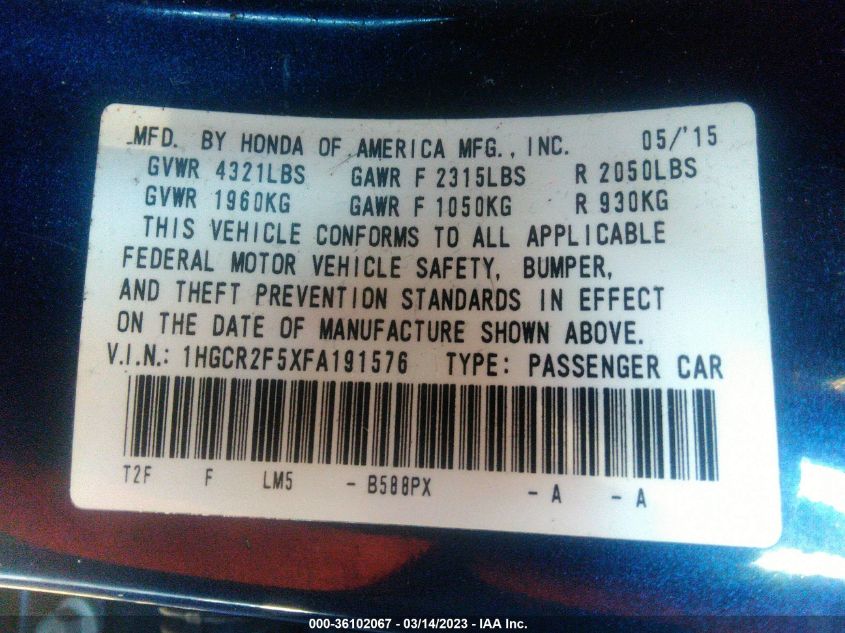 MFD. BY HONDA OF AMERICA MFG., INC. 05/'15
GVWR 4321LBS GAWR F 2315LBS R 2050LBS
GVWR 1960KG GAWR F 1050KG R 930KG
THIS VEHICLE CONFORMS TO ALL APPLICABLE
FEDERAL MOTOR VEHICLE SAFETY, BUMPER,
AND THEFT PREVENTION STANDARDS IN EFFECT
ON THE DATE OF MANUFACTURE SHOWN ABOVE.
V.I.N.: 1HGCR2F5XFA191576 TYPE: PASSENGER CAR
T2F F LM5 - B588PX - A - A
000-36102067 - 03/14/2023 - IAA Inc.